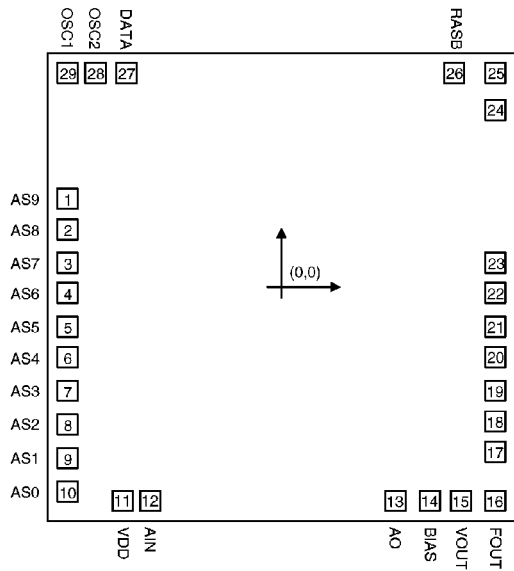 OSC1 OSC2 DATA RASB
29 28 27 26 25
24
AS9 1
AS8 2
AS7 3 23
(0,0)
AS6 4 22
AS5 5 21
AS4 6 20
AS3 7 19
AS2 8 18
AS1 9 17
AS0 10 11 12 13 14 15 16
VDD AIN AO BIAS VOUT FOUT